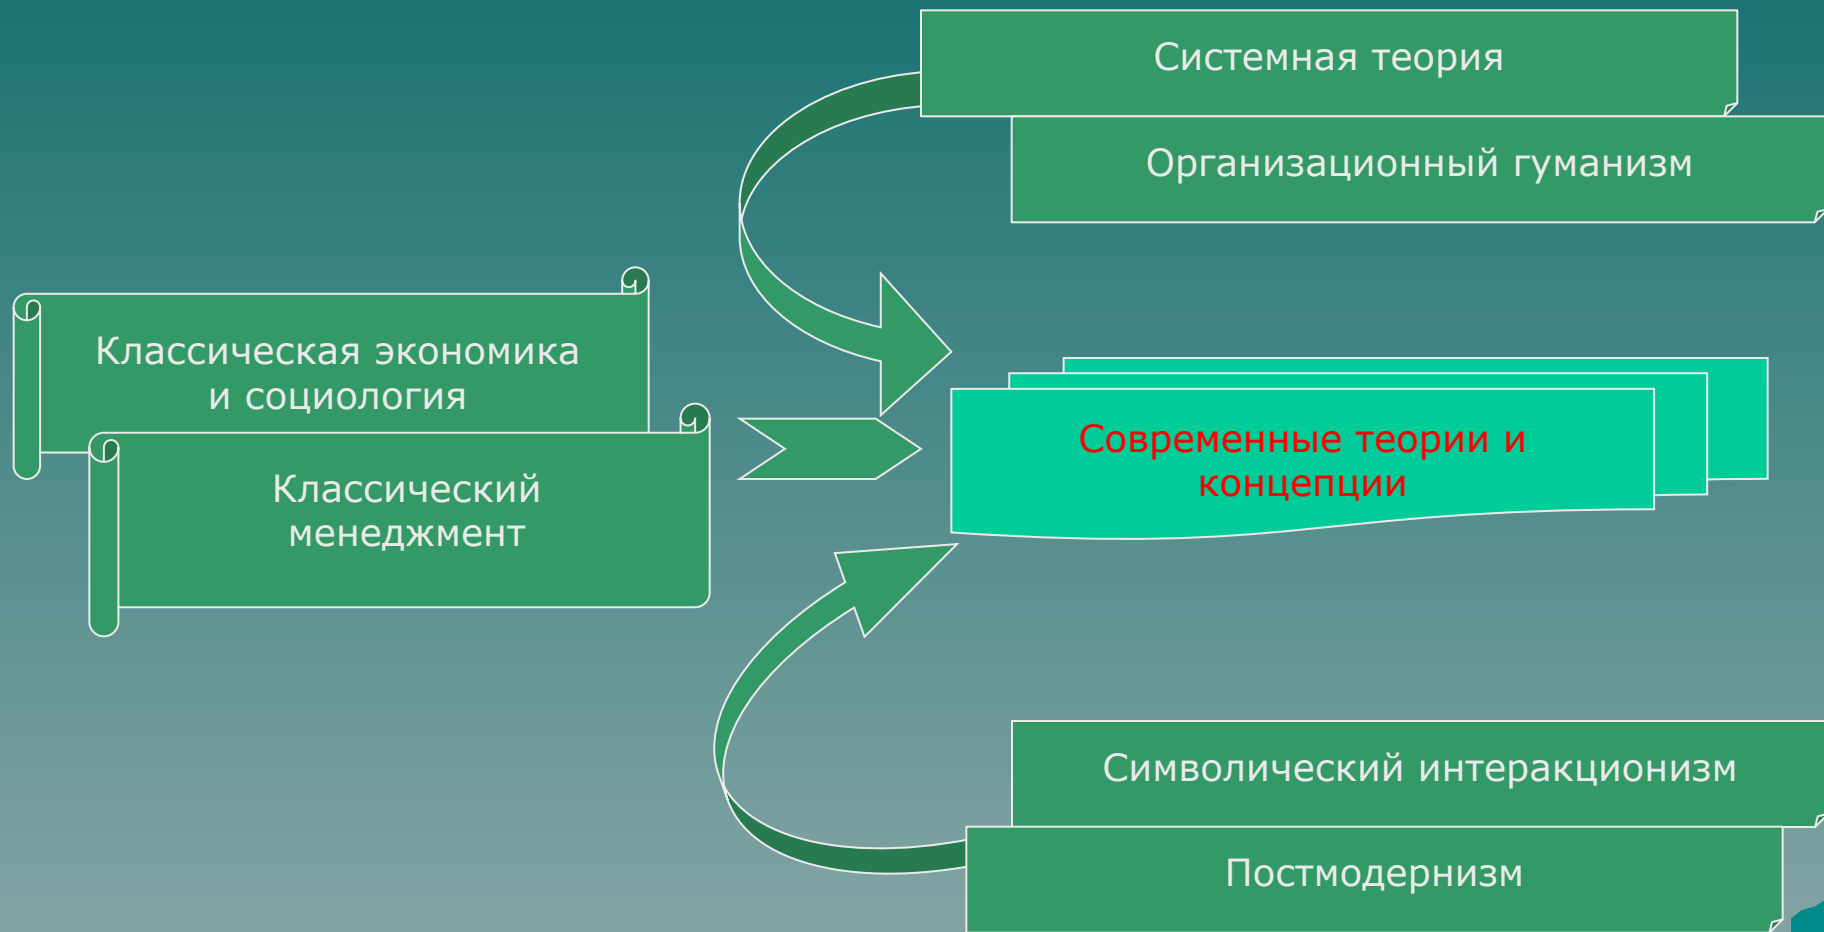 Системная теория
Организационный гуманизм
Классическая экономика
и социология
Классический
менеджмент
Современные теории и
концепции
Символический интеракционизм
Постмодернизм